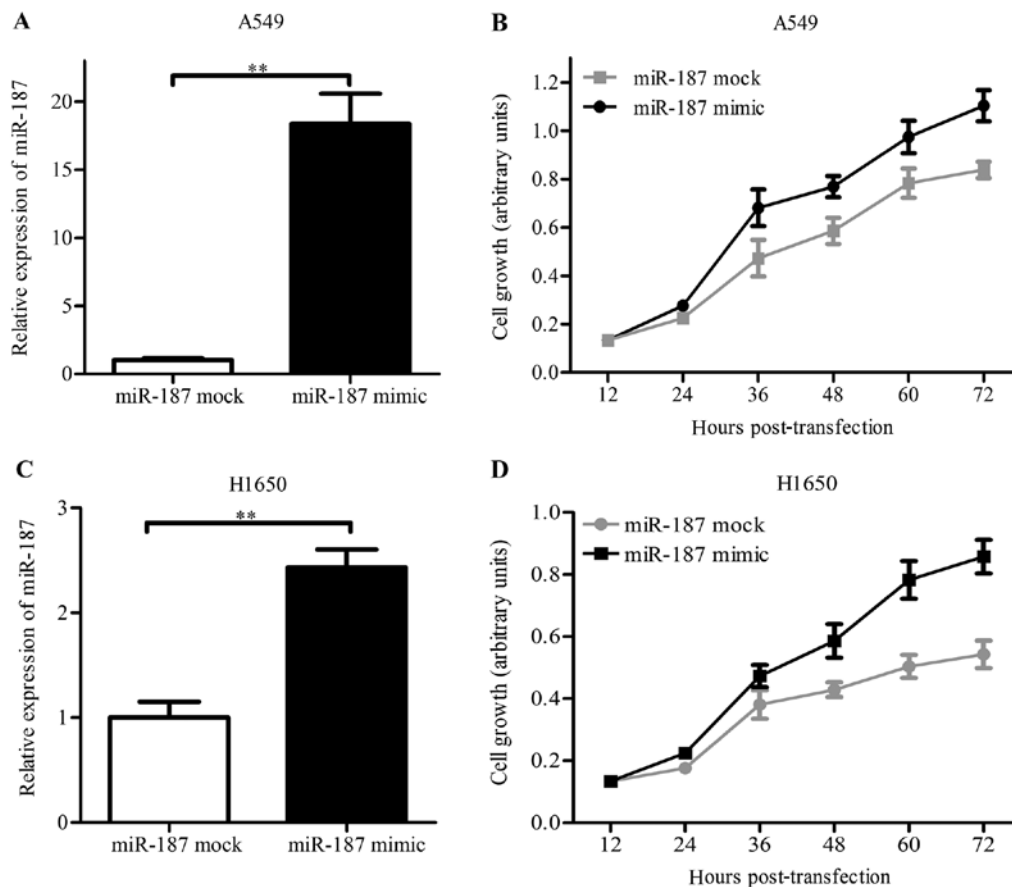 A
A549
**
Relative expression of miR-187
20
15
10
5
0
miR-187 mock
miR-187 mimic
B
A549
miR-187 mock
miR-187 mimic
Cell growth (arbitrary units)
1.2
1.0
0.8
0.6
0.4
0.2
0.0
12 24 36 48 60 72
Hours post-transfection
C
H1650
**
Relative expression of miR-187
3
2
1
0
miR-187 mock
miR-187 mimic
D
H1650
miR-187 mock
miR-187 mimic
Cell growth (arbitrary units)
1.0
0.8
0.6
0.4
0.2
0.0
12 24 36 48 60 72
Hours post-transfection